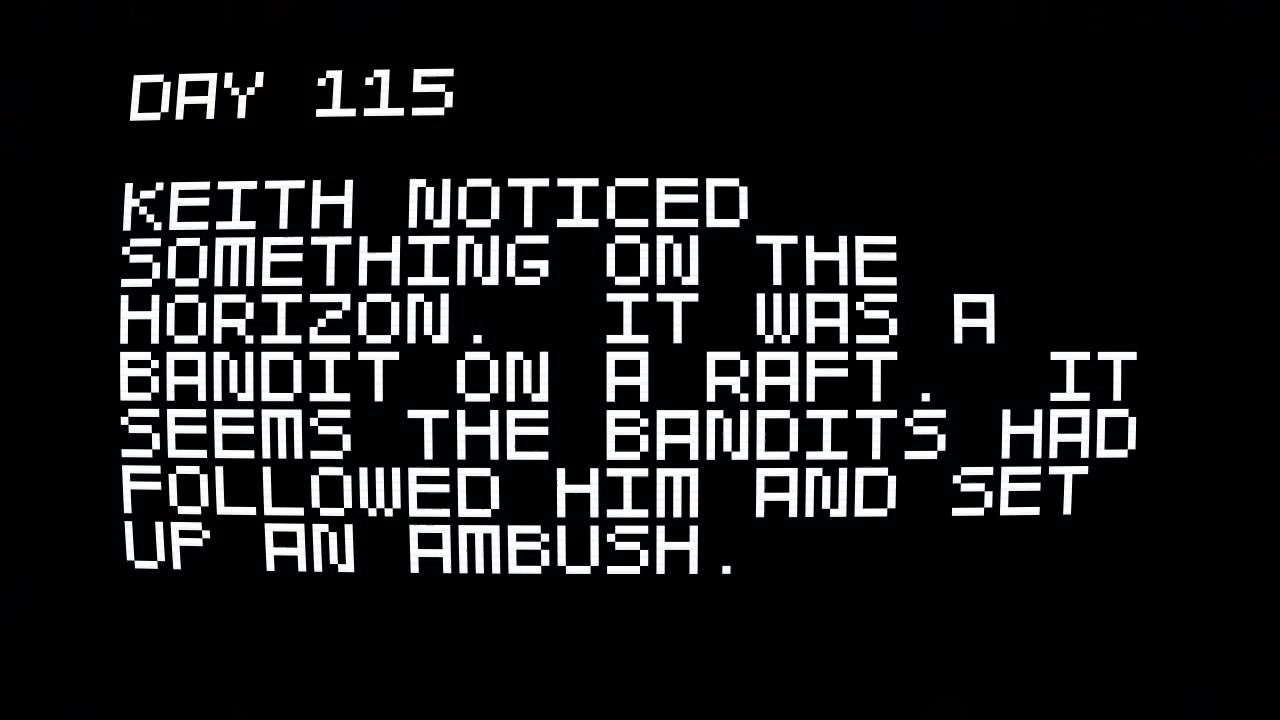 DAY 115
KEITH NOTICED
SOMETHING ON THE
HORIZON.  IT WAS A
BANDIT ON A RAFT.  IT
SEEMS THE BANDITS HAD
FOLLOWED HIM AND SET
UP AN AMBUSH.